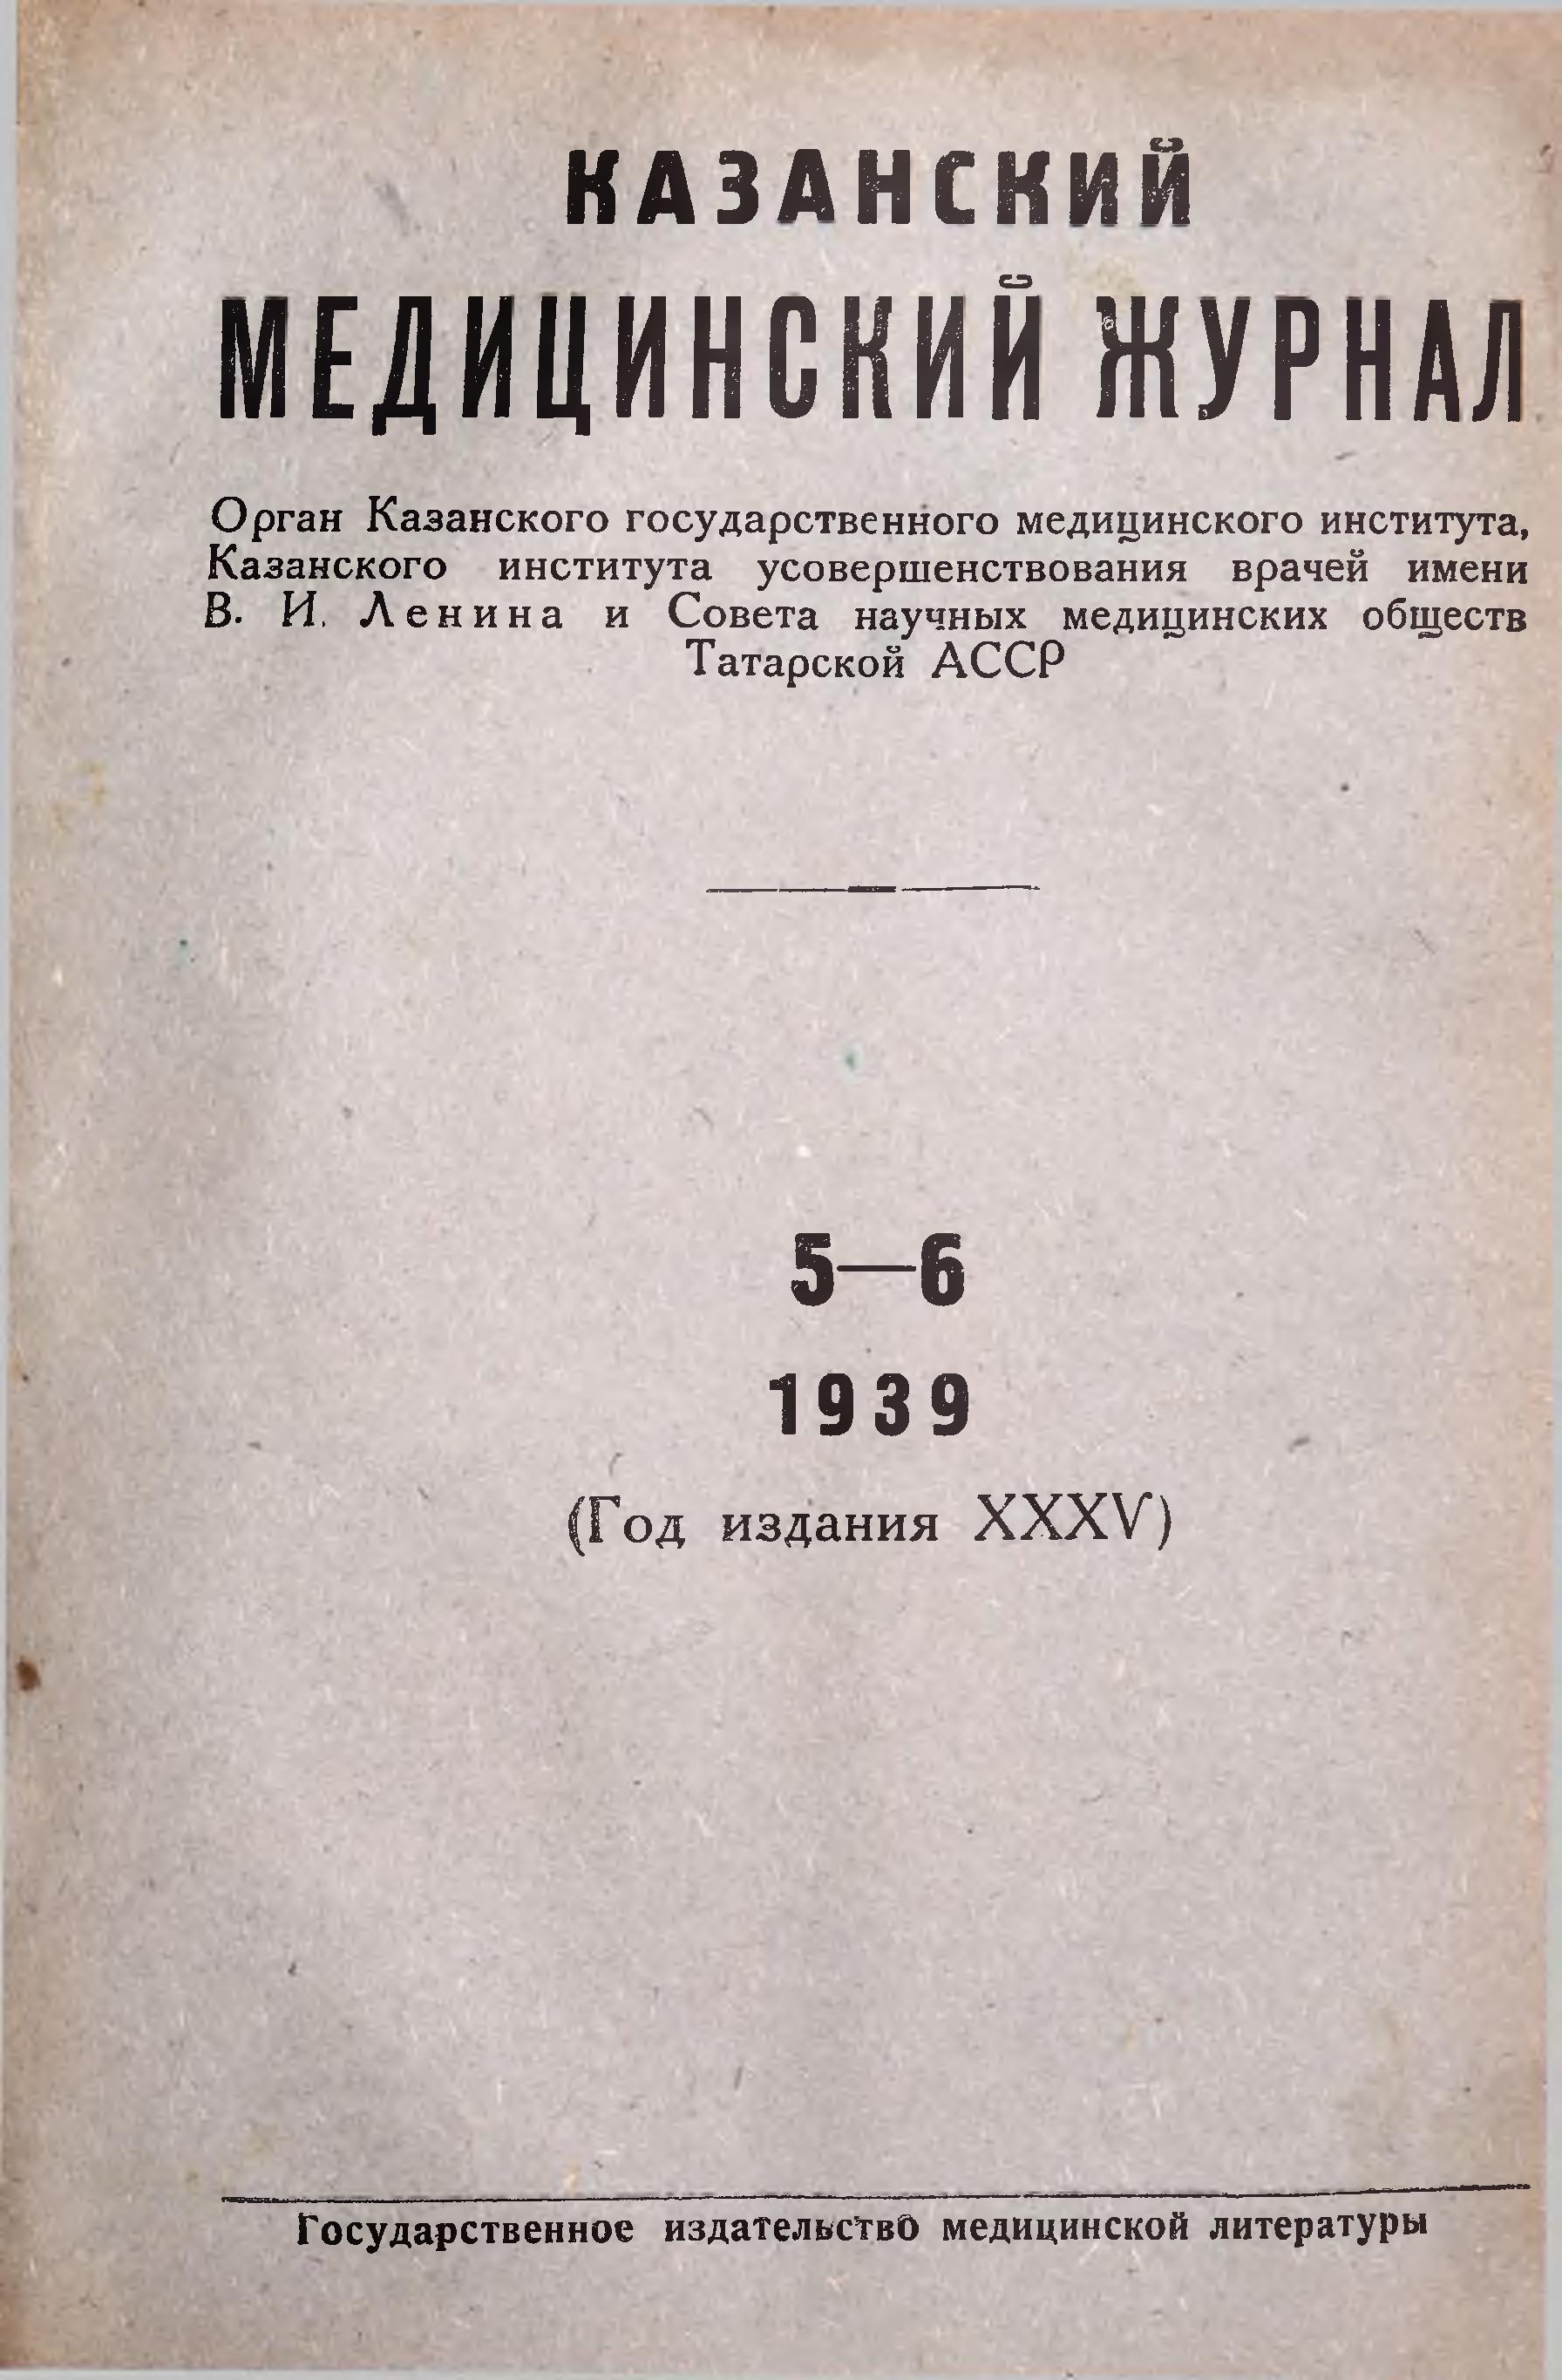 КАЗАНСКИЙ
МЕДИЦИНСКИЙ ЖУРНАЛ
Орган Казанского государственного медицинского института,
Казанского института усовершенствования врачей имени
В. И. Ленина и Совета научных медицинских обществ
Татарской АССР
5—6
1939
(Год издания XXXV)
Государственное издательство медицинской литературы